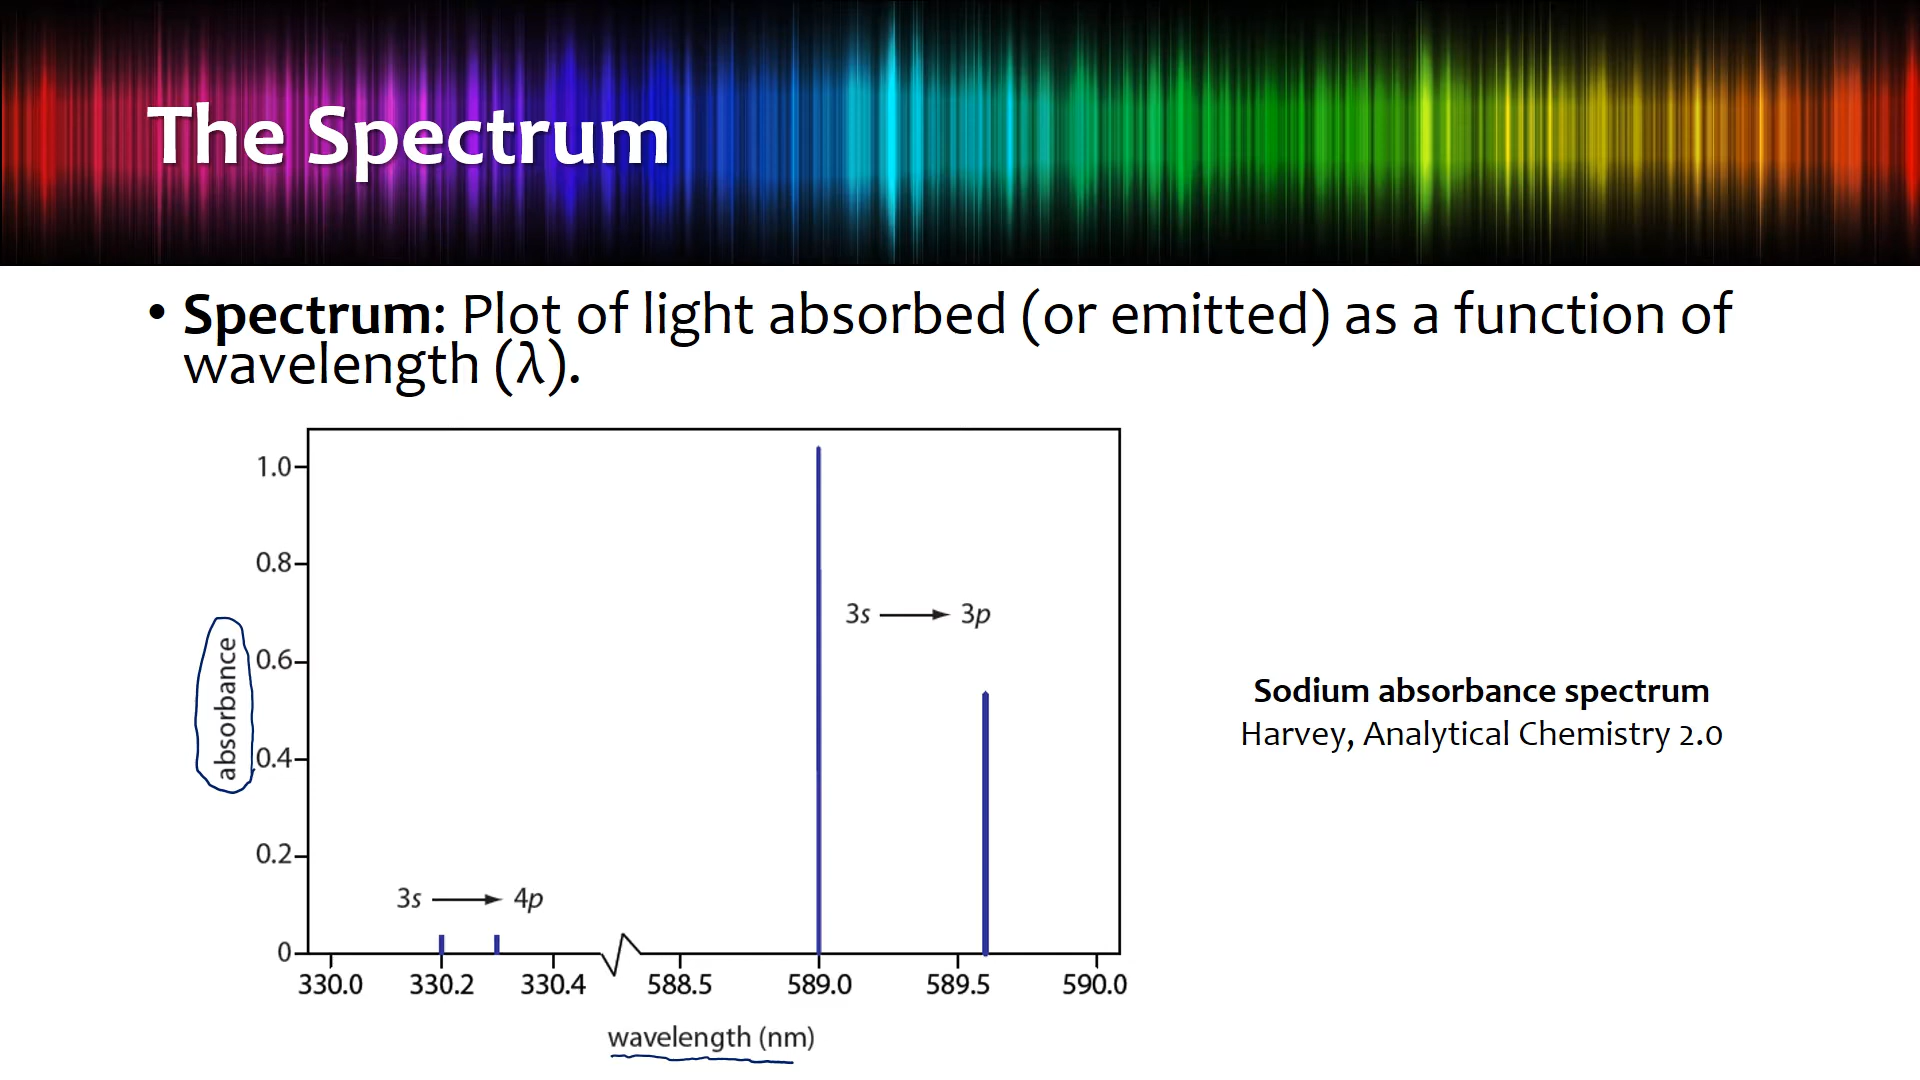 The Spectrum
• Spectrum: Plot of light absorbed (or emitted) as a function of
wavelength (λ).
1.0
0.8
0.6
0.4
0.2
0
absorbance
3s → 3p
3s → 4p
330.0 330.2 330.4 588.5 589.0 589.5 590.0
wavelength (nm)
Sodium absorbance spectrum
Harvey, Analytical Chemistry 2.0